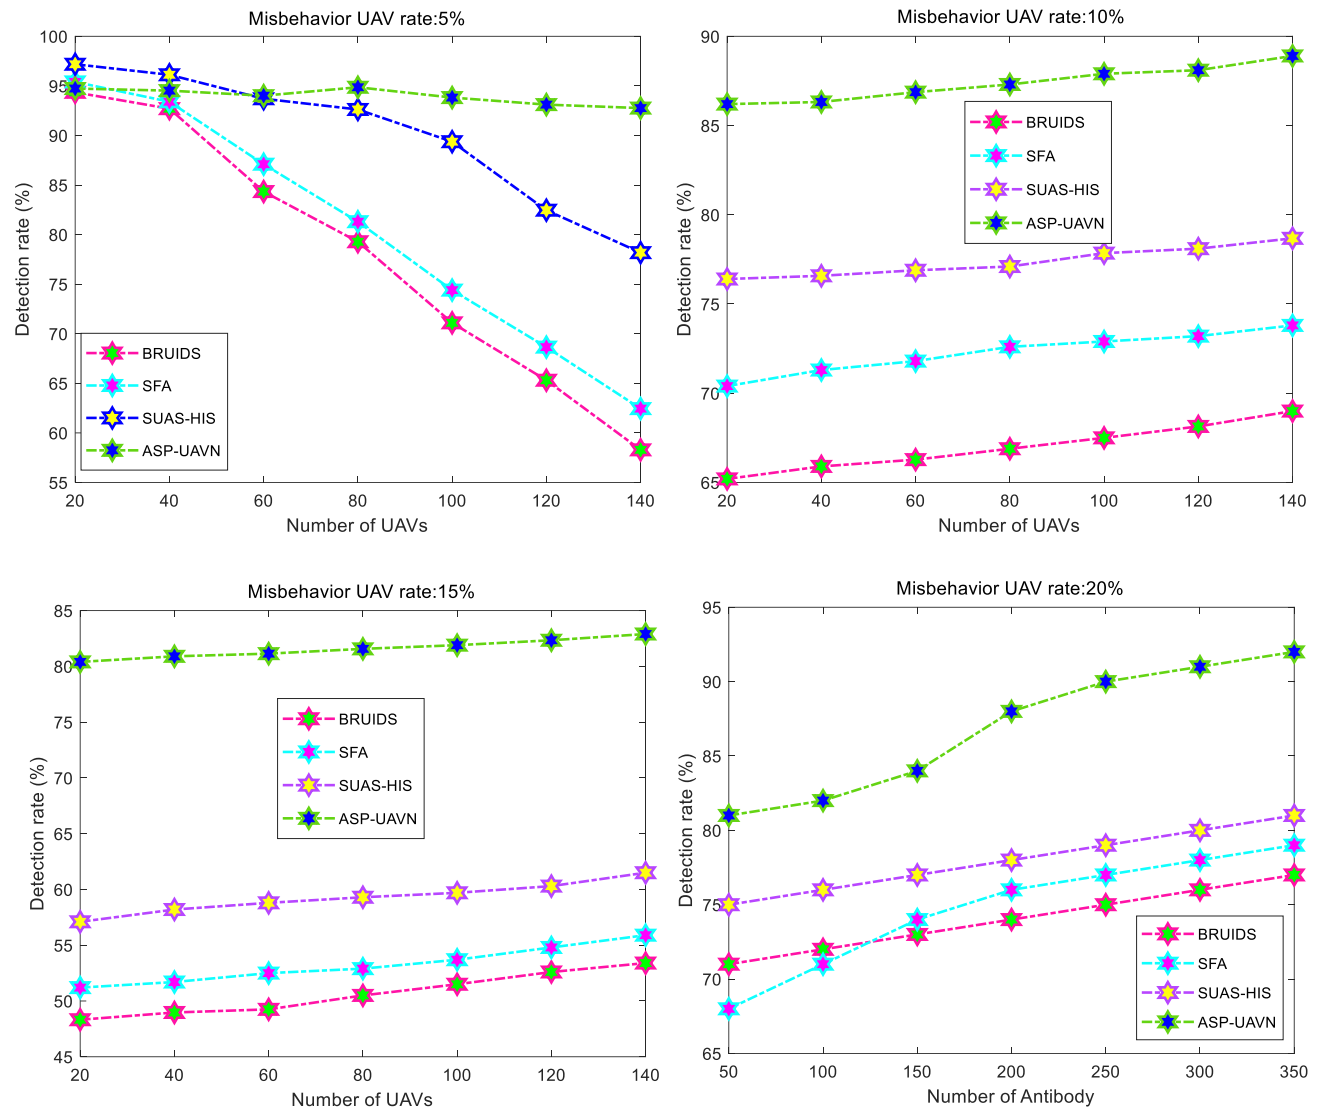 Misbehavior UAV rate:5%
100
95
90
85
80
75
70
65
60
55
Detection rate (%)
BRUIDS
SFA
SUAS-HIS
ASP-UAVN
20 40 60 80 100 120 140
Number of UAVs
Misbehavior UAV rate:10%
90
85
80
75
70
65
Detection rate (%)
BRUIDS
SFA
SUAS-HIS
ASP-UAVN
20 40 60 80 100 120 140
Number of UAVs
Misbehavior UAV rate:15%
85
80
75
70
65
60
55
50
45
Detection rate (%)
BRUIDS
SFA
SUAS-HIS
ASP-UAVN
20 40 60 80 100 120 140
Number of UAVs
Misbehavior UAV rate:20%
95
90
85
80
75
70
65
Detection rate (%)
BRUIDS
SFA
SUAS-HIS
ASP-UAVN
50 100 150 200 250 300 350
Number of Antibody